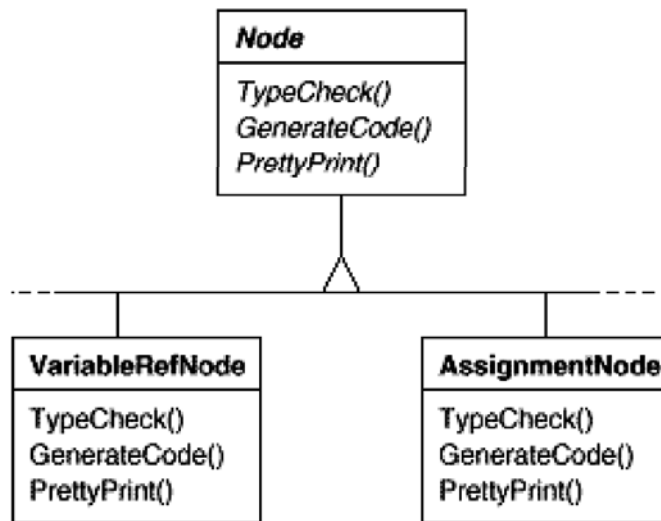 Node
TypeCheck()
GenerateCode()
PrettyPrint()
VariableRefNode
TypeCheck()
GenerateCode()
PrettyPrint()
AssignmentNode
TypeCheck()
GenerateCode()
PrettyPrint()